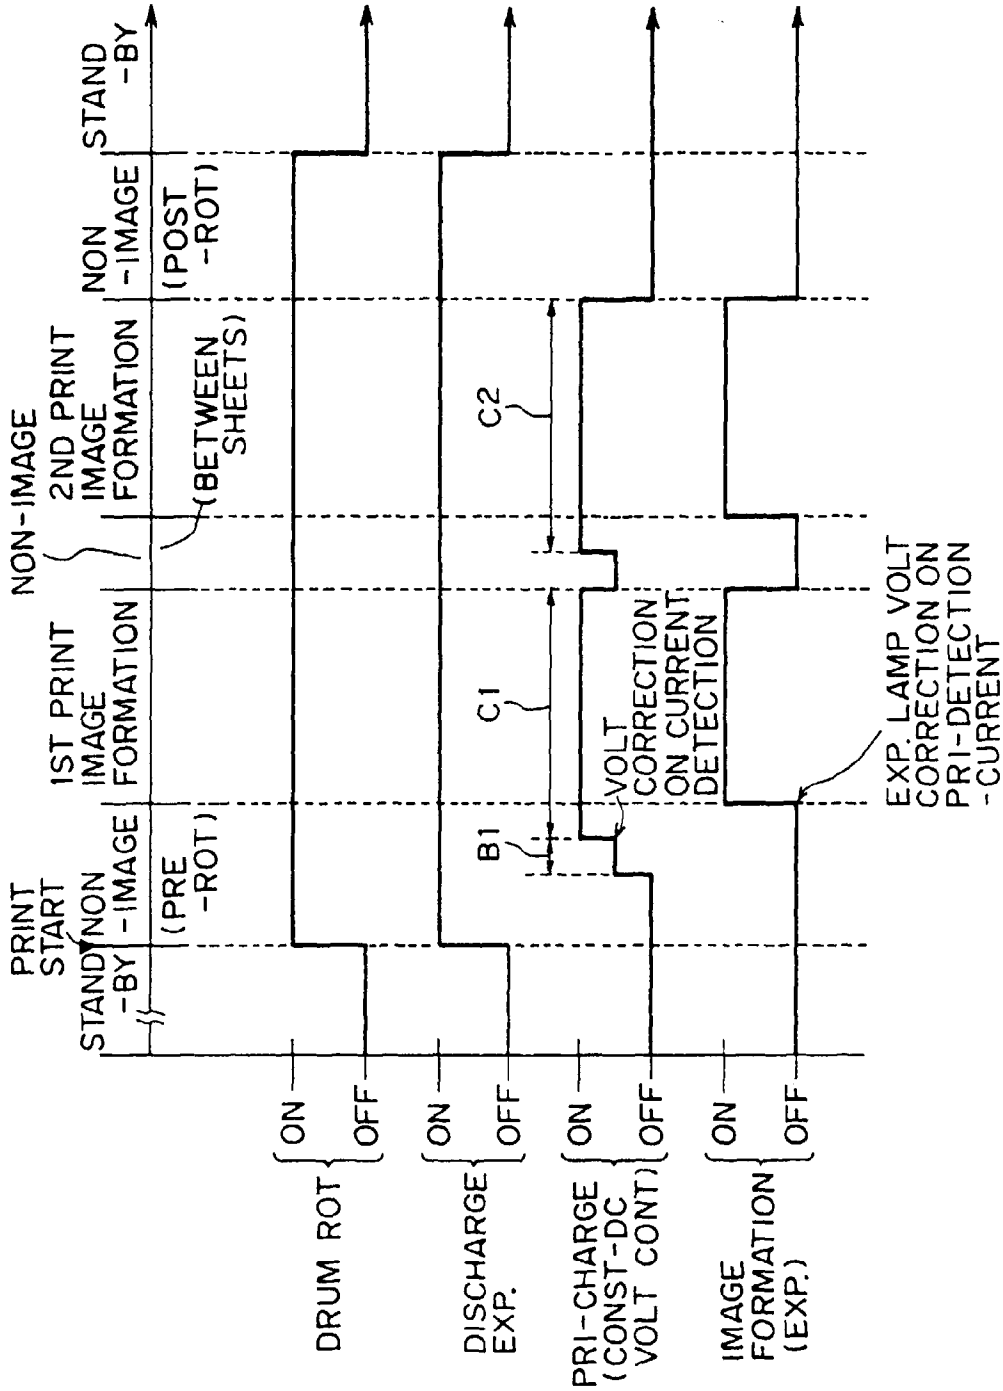 PRINT
START
STAND
-BY
NON
-IMAGE
(PRE
-ROT)
1ST PRINT
IMAGE
FORMATION
NON-IMAGE
(BETWEEN
SHEETS)
2ND PRINT
IMAGE
FORMATION
NON
-IMAGE
(POST
-ROT)
STAND
-BY
DRUM ROT
ON
OFF
DISCHARGE
EXP.
ON
OFF
PRI-CHARGE
(CONST-DC
VOLT CONT)
ON
OFF
B1
C1
C2
VOLT
CORRECTION
ON CURRENT
DETECTION
IMAGE
FORMATION
(EXP.)
ON
OFF
EXP. LAMP VOLT
CORRECTION ON
PRI-DETECTION
-CURRENT